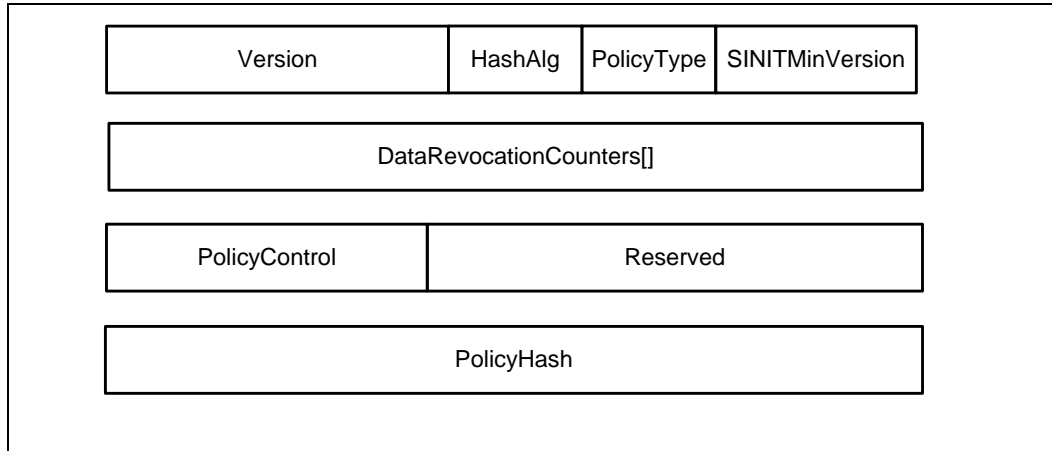 Version HashAlg PolicyType SINITMinVersion
DataRevocationCounters[]
PolicyControl Reserved
PolicyHash